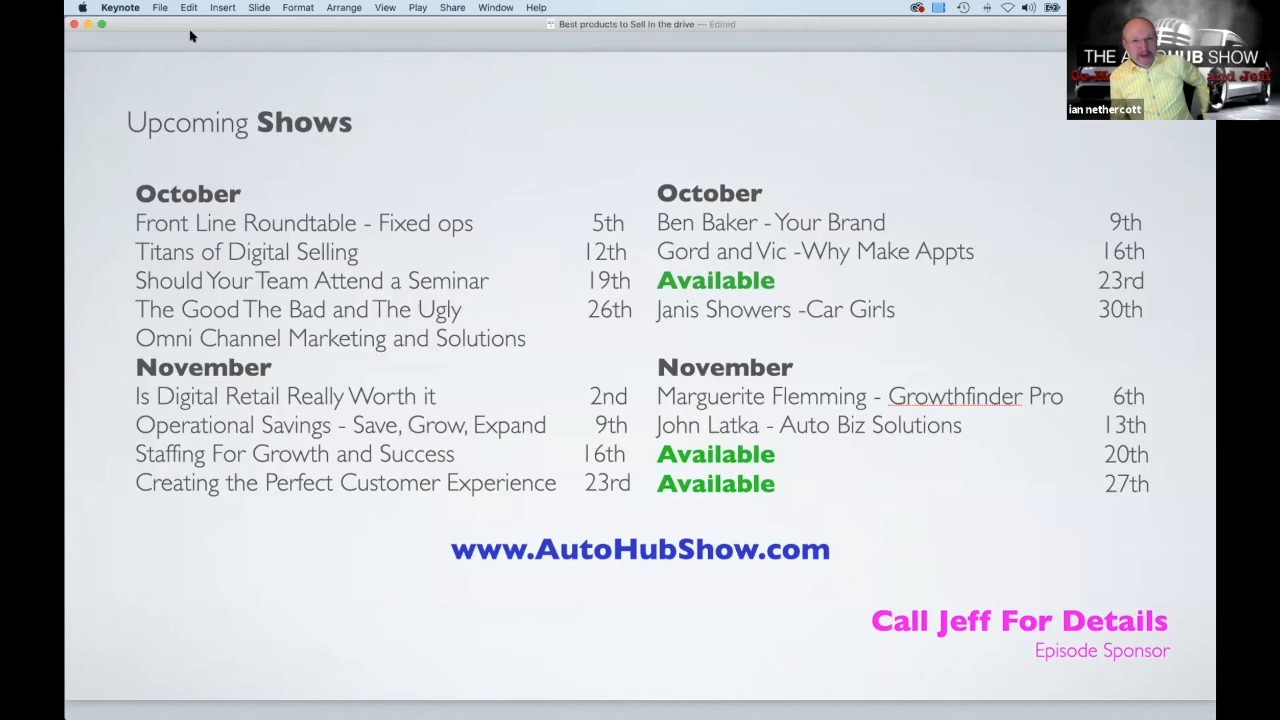 Keynote File Edit Insert Slide Format Arrange View Play Share Window Help
Best products to Sell In the drive — Edited
THE AUTOHUB SHOW
and Jeff
ian nethercott
Upcoming Shows
October
Front Line Roundtable - Fixed ops 5th
Titans of Digital Selling 12th
Should Your Team Attend a Seminar 19th
The Good The Bad and The Ugly 26th
Omni Channel Marketing and Solutions
November
Is Digital Retail Really Worth it 2nd
Operational Savings - Save, Grow, Expand 9th
Staffing For Growth and Success 16th
Creating the Perfect Customer Experience 23rd
October
Ben Baker - Your Brand 9th
Gord and Vic -Why Make Appts 16th
Available 23rd
Janis Showers -Car Girls 30th
November
Marguerite Flemming - Growthfinder Pro 6th
John Latka - Auto Biz Solutions 13th
Available 20th
Available 27th
www.AutoHubShow.com
Call Jeff For Details
Episode Sponsor